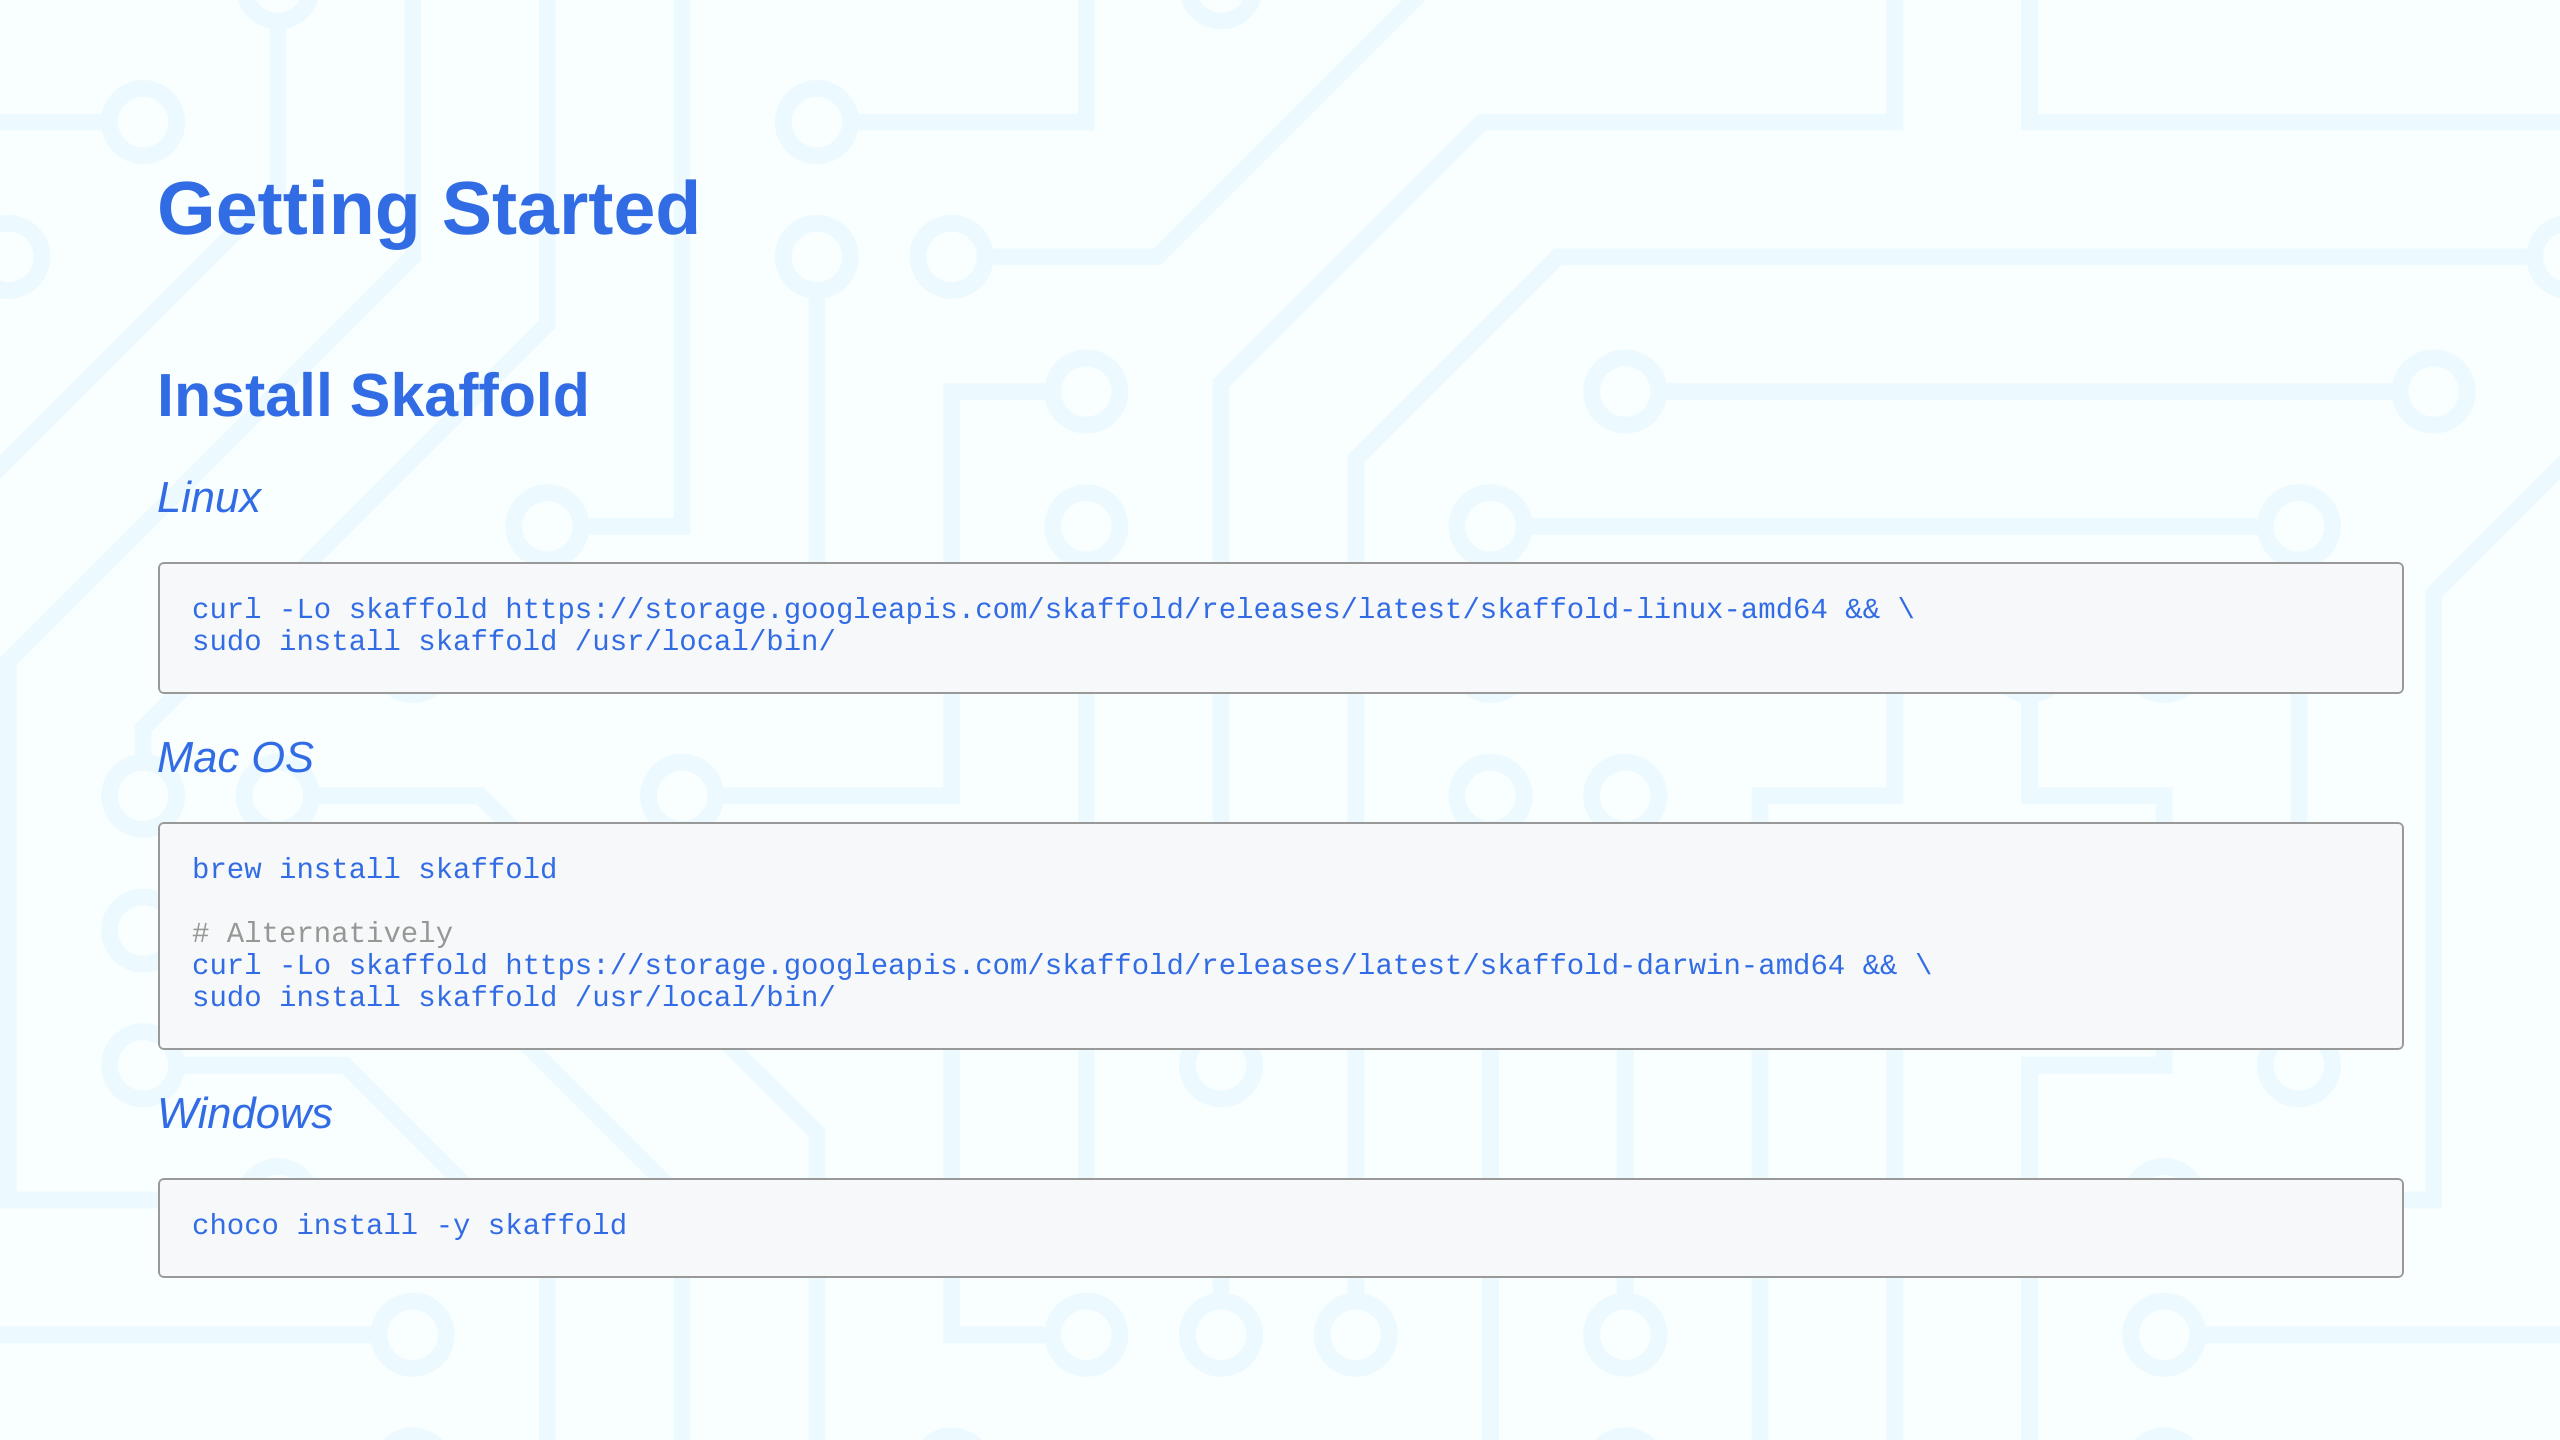 Getting Started
Install Skaffold
Linux
curl -Lo skaffold https://storage.googleapis.com/skaffold/releases/latest/skaffold-linux-amd64 && \
sudo install skaffold /usr/local/bin/
Mac OS
brew install skaffold
# Alternatively
curl -Lo skaffold https://storage.googleapis.com/skaffold/releases/latest/skaffold-darwin-amd64 && \
sudo install skaffold /usr/local/bin/
Windows
choco install -y skaffold